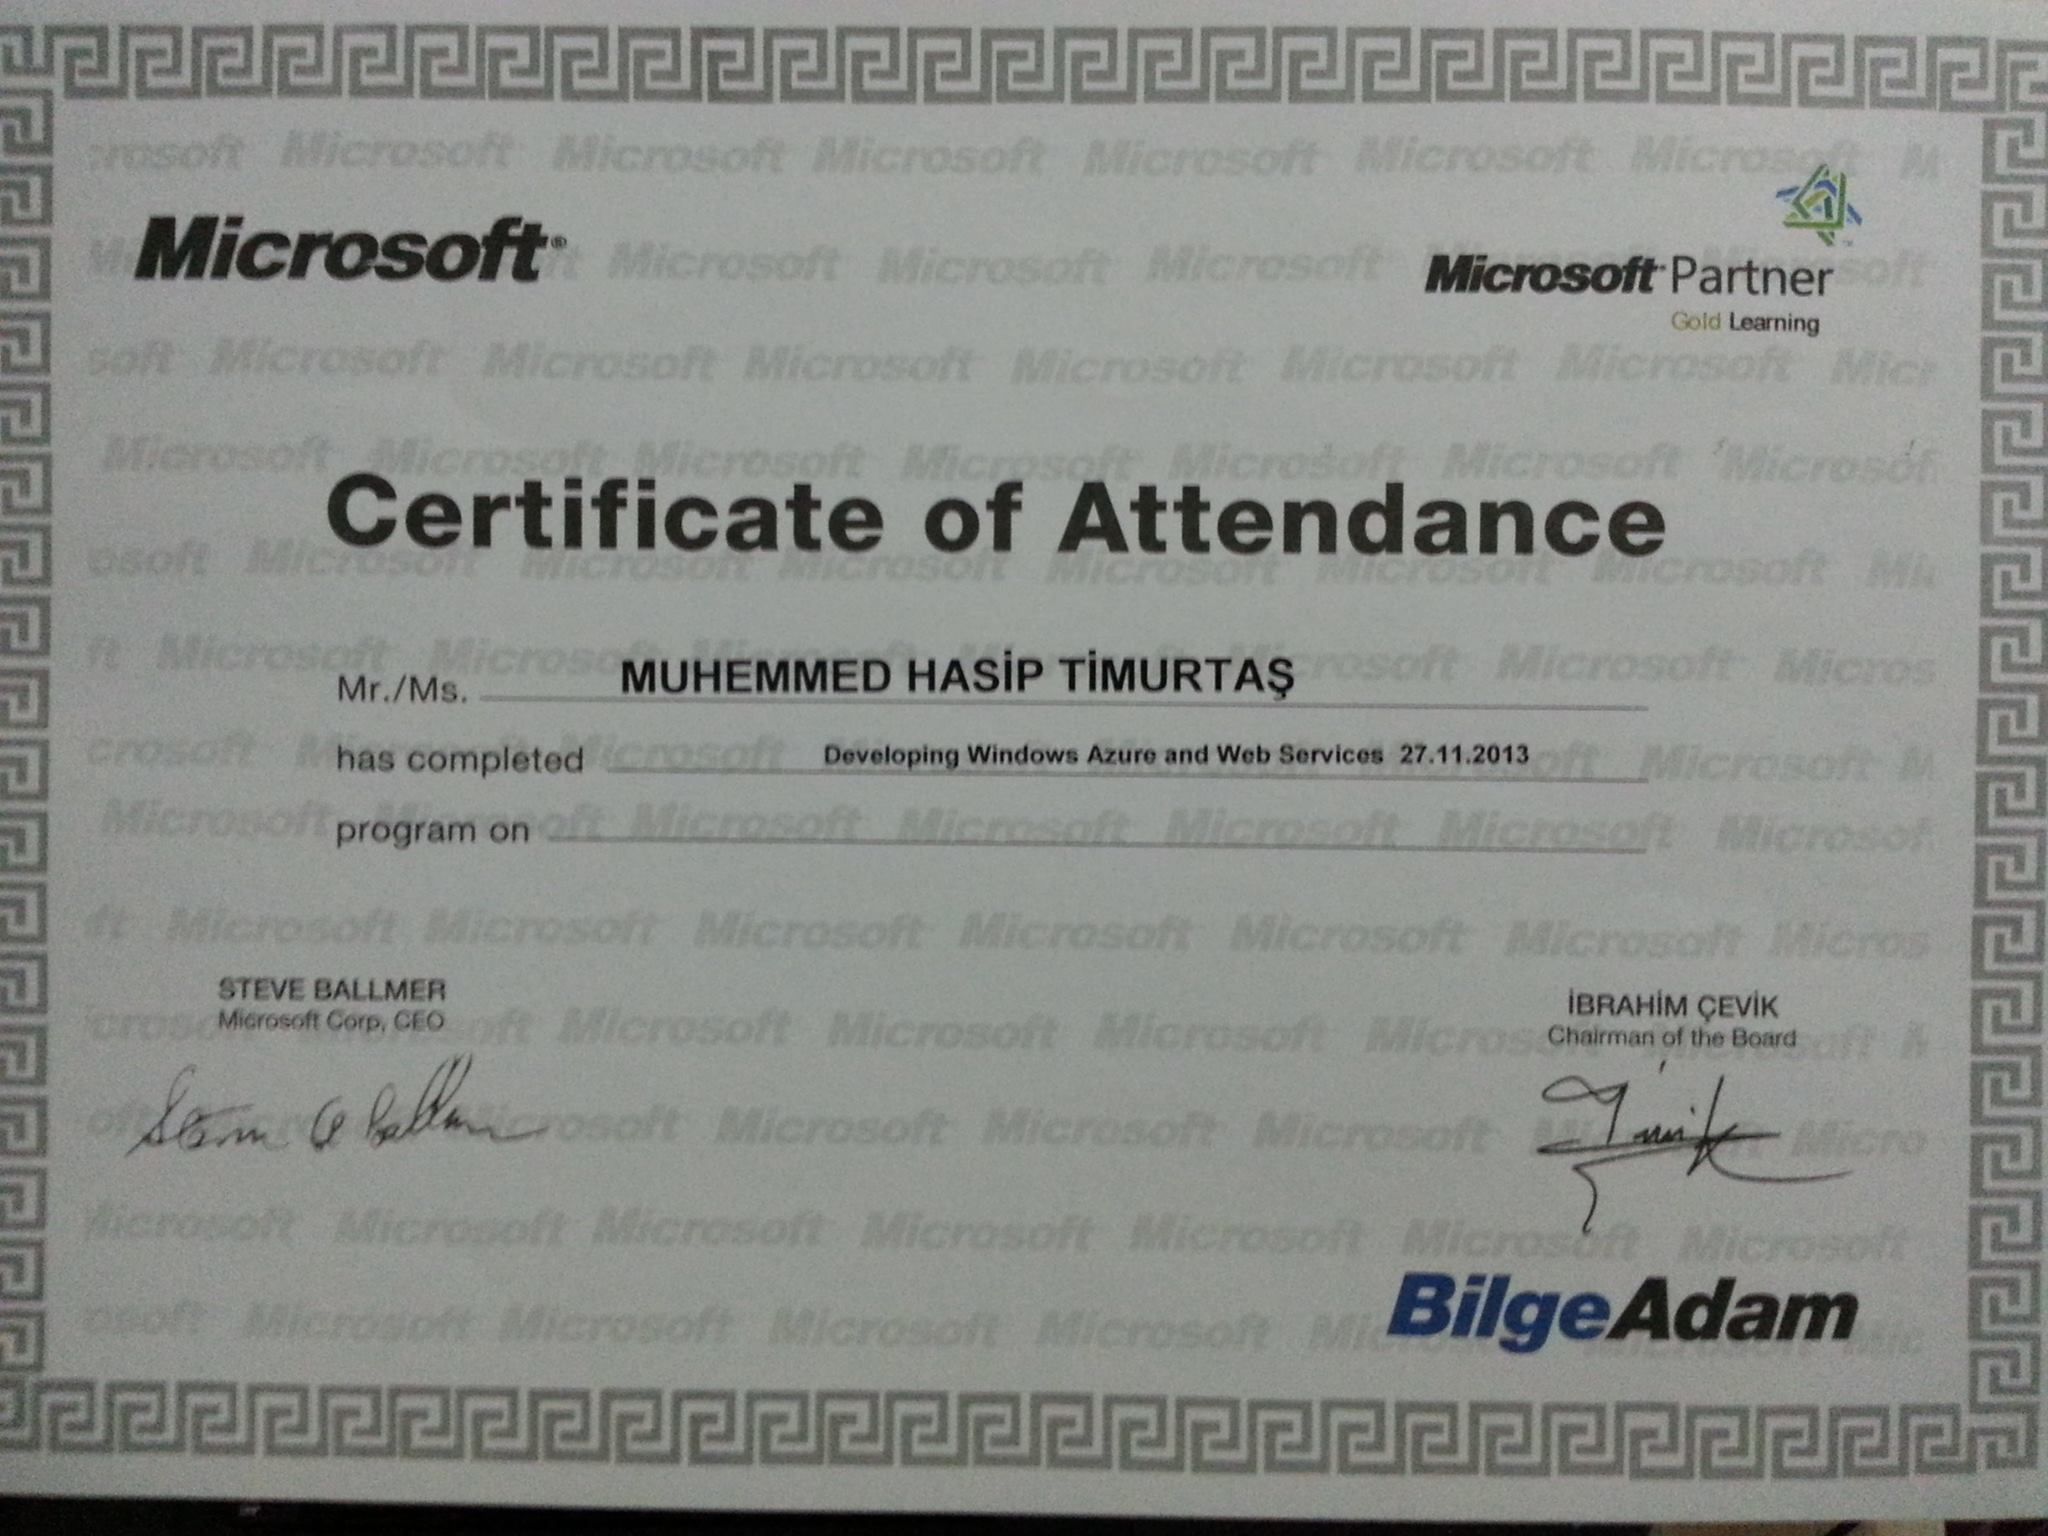 Microsoft®
Microsoft Partner
Gold Learning
Certificate of Attendance
Mr./Ms. MUHEMMED HASİP TİMURTAŞ
has completed Developing Windows Azure and Web Services 27.11.2013
program on
STEVE BALLMER
Microsoft Corp, CEO
İBRAHİM ÇEVİK
Chairman of the Board
BilgeAdam